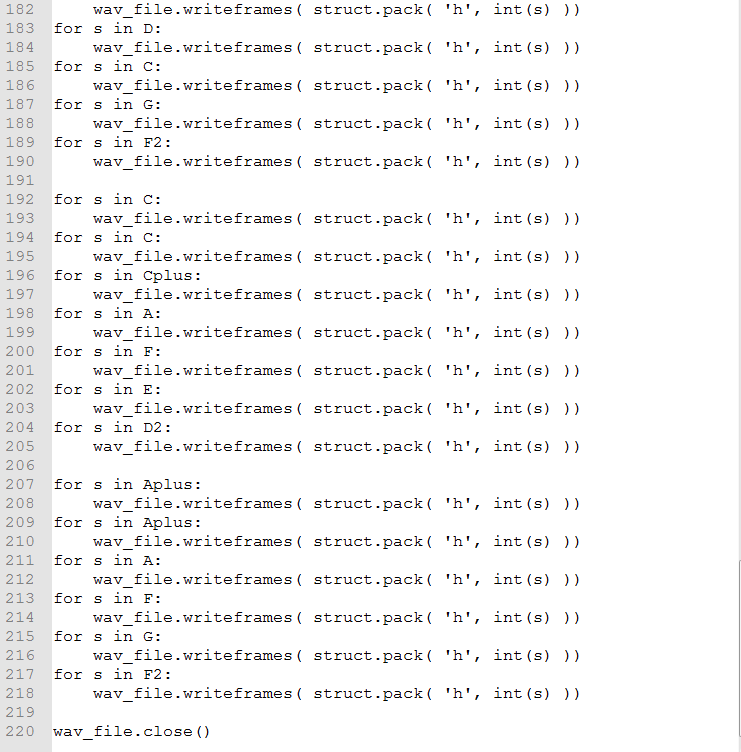 182     wav_file.writeframes( struct.pack( 'h', int(s) ))
183 for s in D:
184     wav_file.writeframes( struct.pack( 'h', int(s) ))
185 for s in C:
186     wav_file.writeframes( struct.pack( 'h', int(s) ))
187 for s in G:
188     wav_file.writeframes( struct.pack( 'h', int(s) ))
189 for s in F2:
190     wav_file.writeframes( struct.pack( 'h', int(s) ))
191
192 for s in C:
193     wav_file.writeframes( struct.pack( 'h', int(s) ))
194 for s in C:
195     wav_file.writeframes( struct.pack( 'h', int(s) ))
196 for s in Cplus:
197     wav_file.writeframes( struct.pack( 'h', int(s) ))
198 for s in A:
199     wav_file.writeframes( struct.pack( 'h', int(s) ))
200 for s in F:
201     wav_file.writeframes( struct.pack( 'h', int(s) ))
202 for s in E:
203     wav_file.writeframes( struct.pack( 'h', int(s) ))
204 for s in D2:
205     wav_file.writeframes( struct.pack( 'h', int(s) ))
206
207 for s in Aplus:
208     wav_file.writeframes( struct.pack( 'h', int(s) ))
209 for s in Aplus:
210     wav_file.writeframes( struct.pack( 'h', int(s) ))
211 for s in A:
212     wav_file.writeframes( struct.pack( 'h', int(s) ))
213 for s in F:
214     wav_file.writeframes( struct.pack( 'h', int(s) ))
215 for s in G:
216     wav_file.writeframes( struct.pack( 'h', int(s) ))
217 for s in F2:
218     wav_file.writeframes( struct.pack( 'h', int(s) ))
219
220 wav_file.close()